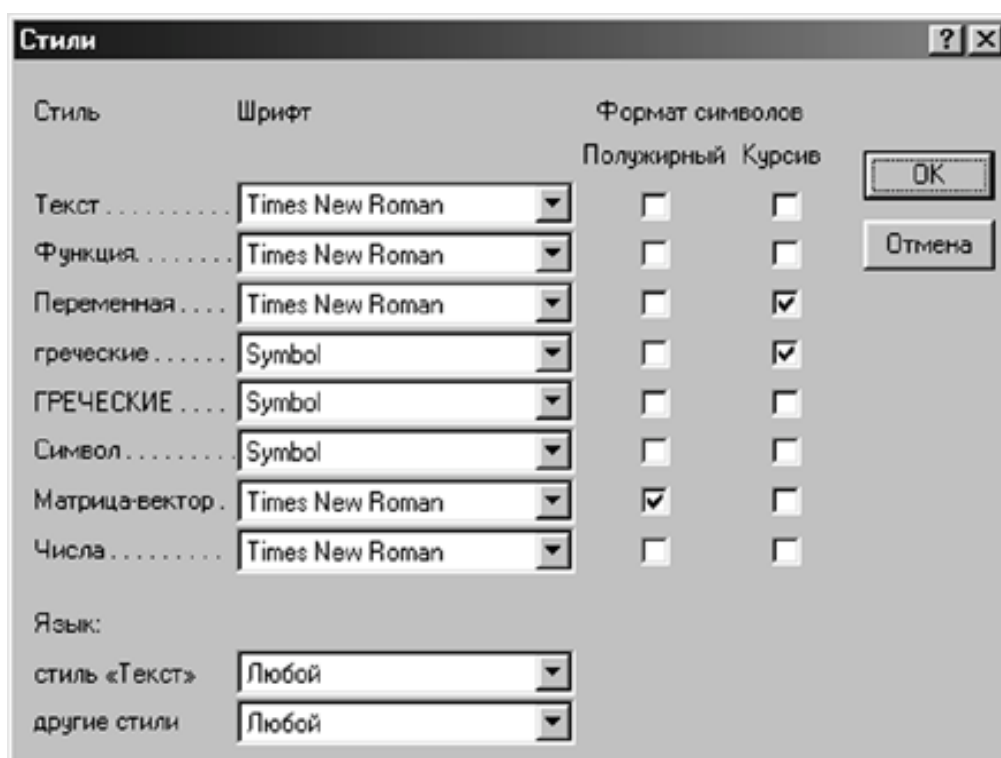 Стили
Стиль Шрифт Формат символов
Полужирный Курсив
OK
Текст . . . . . . . . . . Times New Roman
Отмена
Функция. . . . . . . . Times New Roman
Переменная . . . . Times New Roman
греческие . . . . . . Symbol
ГРЕЧЕСКИЕ . . . . Symbol
Символ . . . . . . . . . Symbol
Матрица-вектор . Times New Roman
Числа . . . . . . . . . Times New Roman
Язык:
стиль «Текст» Любой
другие стили Любой